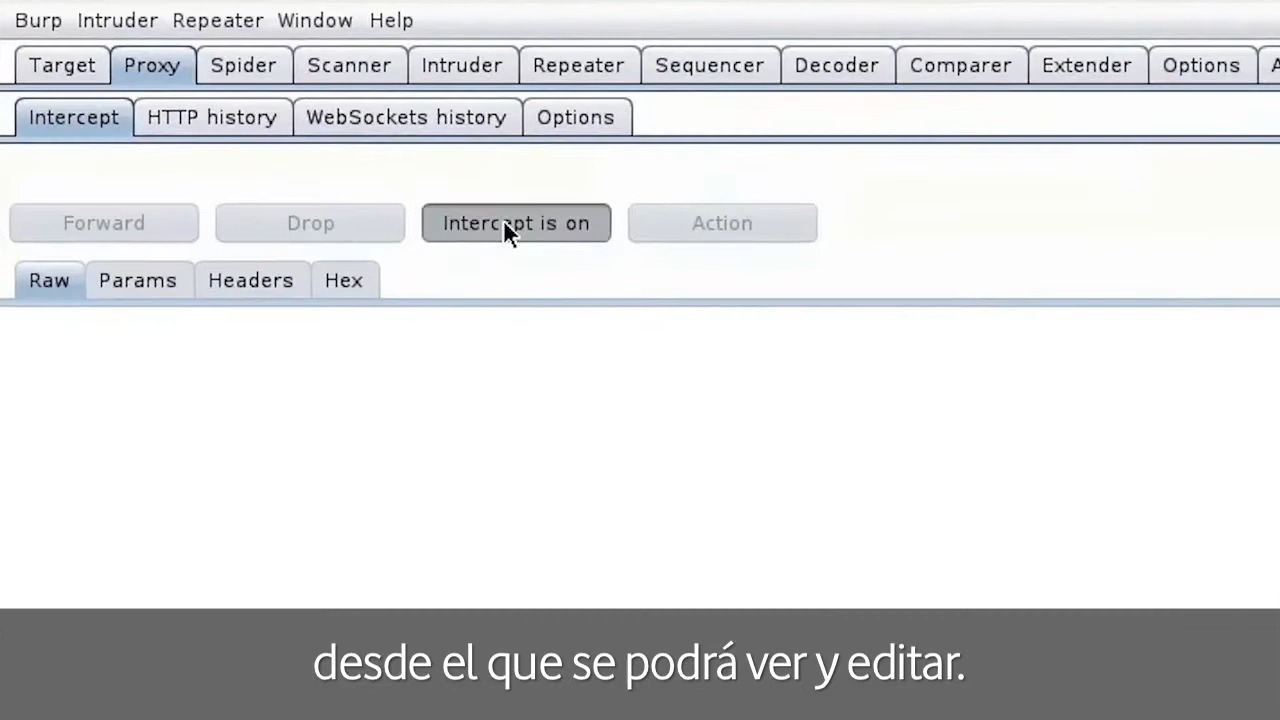 Burp Intruder Repeater Window Help
Target Proxy Spider Scanner Intruder Repeater Sequencer Decoder Comparer Extender Options
Intercept HTTP history WebSockets history Options
Forward Drop Intercept is on Action
Raw Params Headers Hex
desde el que se podrá ver y editar.